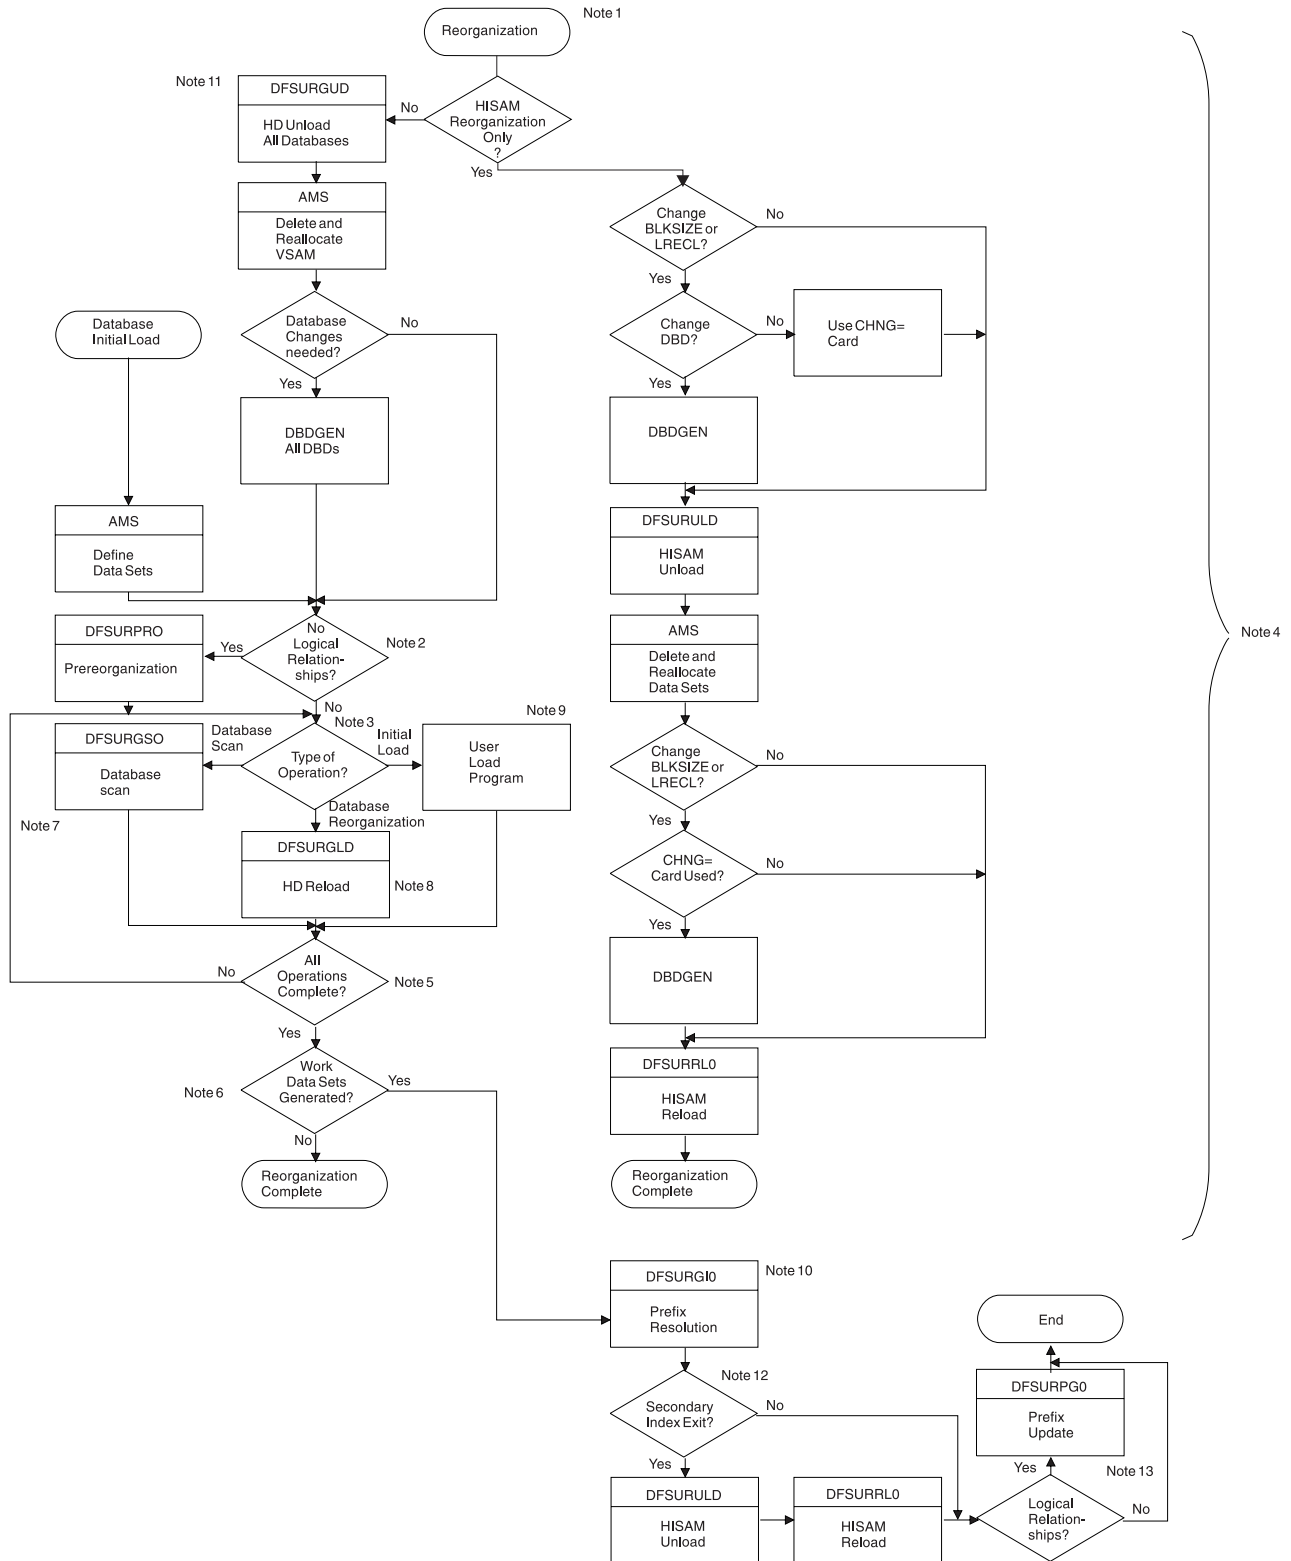 Note 1
Reorganization
Note 11
DFSURGUD
HD Unload
All Databases
No
HISAM
Reorganization
Only
?
Yes
AMS
Delete and
Reallocate
VSAM
Change
BLKSIZE or
LRECL?
No
Yes
Database
Initial Load
Database
Changes
needed?
No
Yes
Change
DBD?
No
Use CHNG=
Card
Yes
DBDGEN
All DBDs
DBDGEN
AMS
Define
Data Sets
DFSURULD
HISAM
Unload
DFSURPRO
Prereorganization
Yes
No
Logical
Relation-
ships?
Note 2
No
AMS
Delete and
Reallocate
Data Sets
Note 4
Note 3
Note 9
DFSURGSO
Database
scan
Database
Scan
Type of
Operation?
Initial
Load
User
Load
Program
Change
BLKSIZE or
LRECL?
No
Yes
Database
Reorganization
Note 7
DFSURGLD
HD Reload
Note 8
CHNG=
Card Used?
No
Yes
No
All
Operations
Complete?
Note 5
Yes
DBDGEN
Note 6
Work
Data Sets
Generated?
Yes
No
DFSURRL0
HISAM
Reload
Reorganization
Complete
Reorganization
Complete
DFSURGI0
Prefix
Resolution
Note 10
End
Note 12
Secondary
Index Exit?
No
Yes
DFSURPG0
Prefix
Update
Yes
Note 13
DFSURULD
HISAM
Unload
DFSURRL0
HISAM
Reload
Logical
Relation-
ships?
No